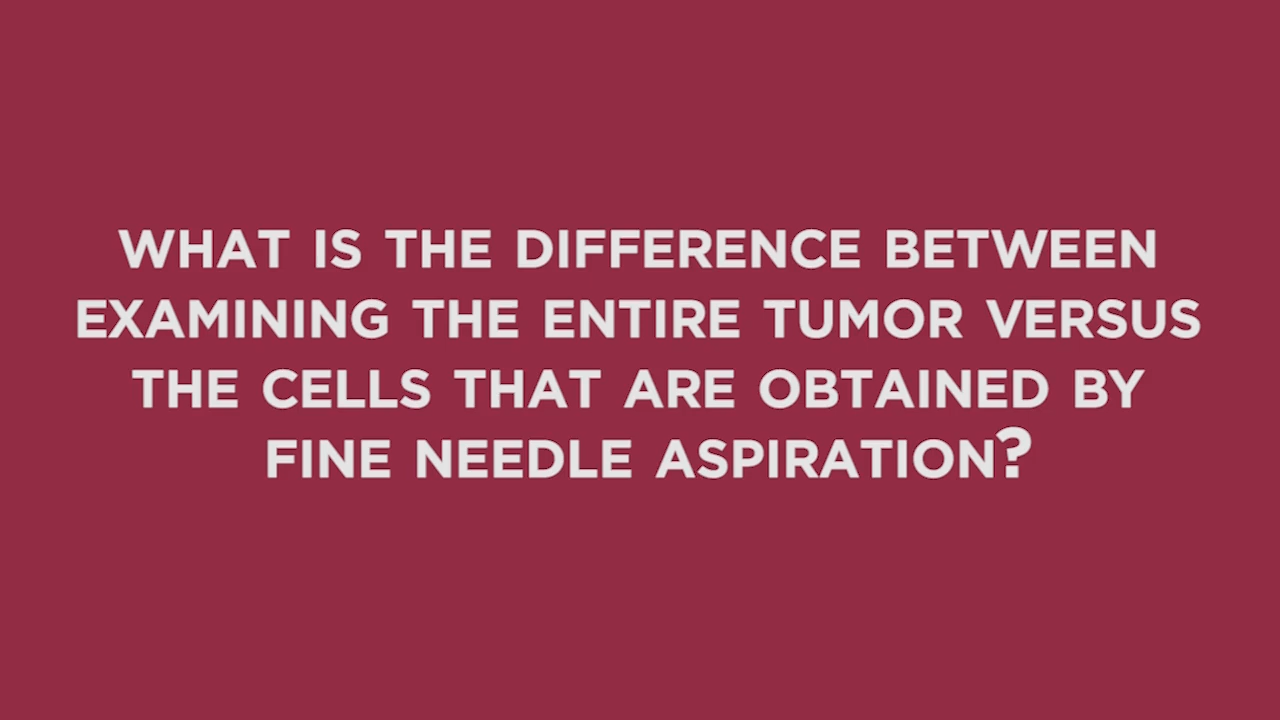 WHAT IS THE DIFFERENCE BETWEEN
EXAMINING THE ENTIRE TUMOR VERSUS
THE CELLS THAT ARE OBTAINED BY
FINE NEEDLE ASPIRATION?